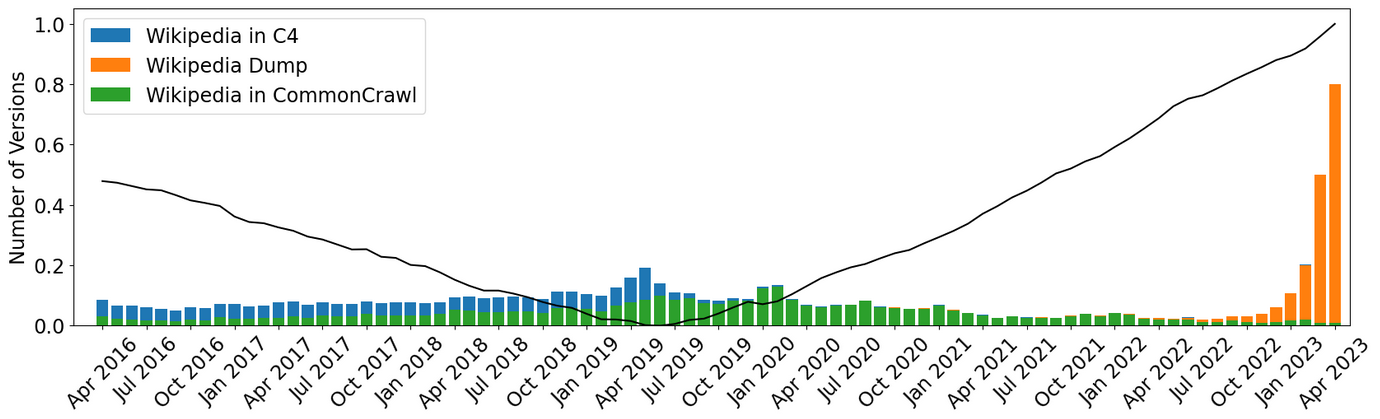 Number of Versions
1.0
0.8
0.6
0.4
0.2
0.0
Wikipedia in C4
Wikipedia Dump
Wikipedia in CommonCrawl
Apr 2016
Jul 2016
Oct 2016
Jan 2017
Apr 2017
Jul 2017
Oct 2017
Jan 2018
Apr 2018
Jul 2018
Oct 2018
Jan 2019
Apr 2019
Jul 2019
Jan 2020
Apr 2020
Jul 2020
Oct 2020
Jan 2021
Apr 2021
Jul 2021
Oct 2021
Jan 2022
Apr 2022
Jul 2022
Oct 2022
Jan 2023
Apr 2023